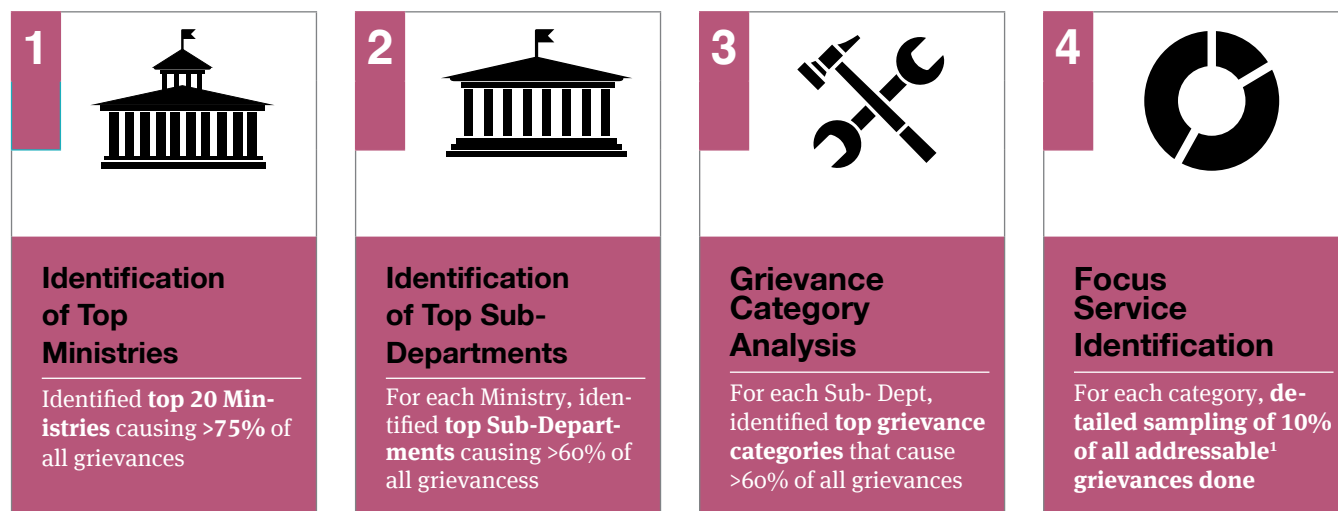 1
Identification
of Top
Ministries
Identified top 20 Min-
istries causing >75% of
all grievances
2
Identification
of Top Sub-
Departments
For each Ministry, iden-
tified top Sub-Depart-
ments causing >60% of
all grievancess
3
Grievance
Category
Analysis
For each Sub- Dept,
identified top grievance
categories that cause
>60% of all grievances
4
Focus
Service
Identification
For each category, de-
tailed sampling of 10%
of all addressable¹
grievances done